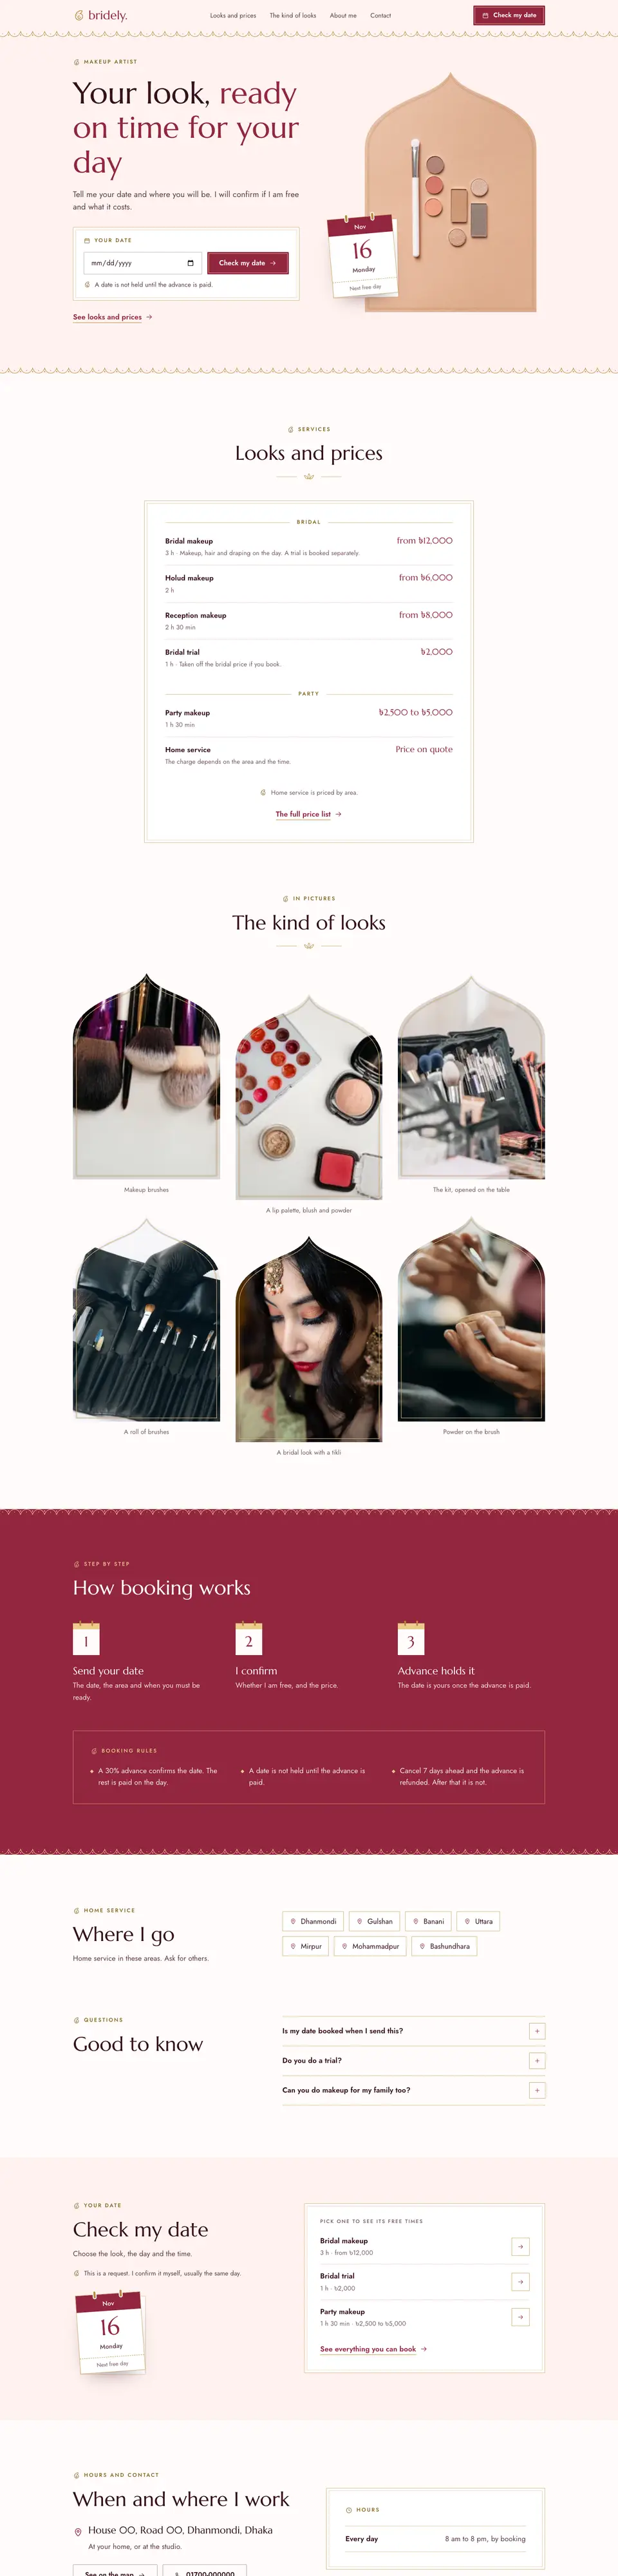 bridely.
Looks and prices
The kind of looks
About me
Contact
Check my date
MAKEUP ARTIST
Your look, ready
on time for your
day
Tell me your date and where you will be. I will confirm if I am free
and what it costs.
YOUR DATE
mm/dd/yyyy
Check my date
A date is not held until the advance is paid.
See looks and prices
Nov
16
Monday
Next free day
SERVICES
Looks and prices
BRIDAL
Bridal makeup
from ৳12,000
3 h · Makeup, hair and draping on the day. A trial is booked separately.
Holud makeup
from ৳6,000
2 h
Reception makeup
from ৳8,000
2 h 30 min
Bridal trial
৳2,000
1 h · Taken off the bridal price if you book.
PARTY
Party makeup
৳2,500 to ৳5,000
1 h 30 min
Home service
Price on quote
The charge depends on the area and the time.
Home service is priced by area.
The full price list
IN PICTURES
The kind of looks
Makeup brushes
A lip palette, blush and powder
The kit, opened on the table
A roll of brushes
A bridal look with a tikli
Powder on the brush
STEP BY STEP
How booking works
1
Send your date
The date, the area and when you must be
ready.
2
I confirm
Whether I am free, and the price.
3
Advance holds it
The date is yours once the advance is paid.
BOOKING RULES
A 30% advance confirms the date. The
rest is paid on the day.
A date is not held until the advance is
paid.
Cancel 7 days ahead and the advance is
refunded. After that it is not.
HOME SERVICE
Where I go
Home service in these areas. Ask for others.
Dhanmondi
Gulshan
Banani
Uttara
Mirpur
Mohammadpur
Bashundhara
QUESTIONS
Good to know
Is my date booked when I send this?
Do you do a trial?
Can you do makeup for my family too?
YOUR DATE
Check my date
Choose the look, the day and the time.
This is a request. I confirm it myself, usually the same day.
Nov
16
Monday
Next free day
PICK ONE TO SEE ITS FREE TIMES
Bridal makeup
3 h · from ৳12,000
Bridal trial
1 h · ৳2,000
Party makeup
1 h 30 min · ৳2,500 to ৳5,000
See everything you can book
HOURS AND CONTACT
When and where I work
House 00, Road 00, Dhanmondi, Dhaka
At your home, or at the studio.
See on the map
01700-000000
HOURS
Every day
8 am to 8 pm, by booking